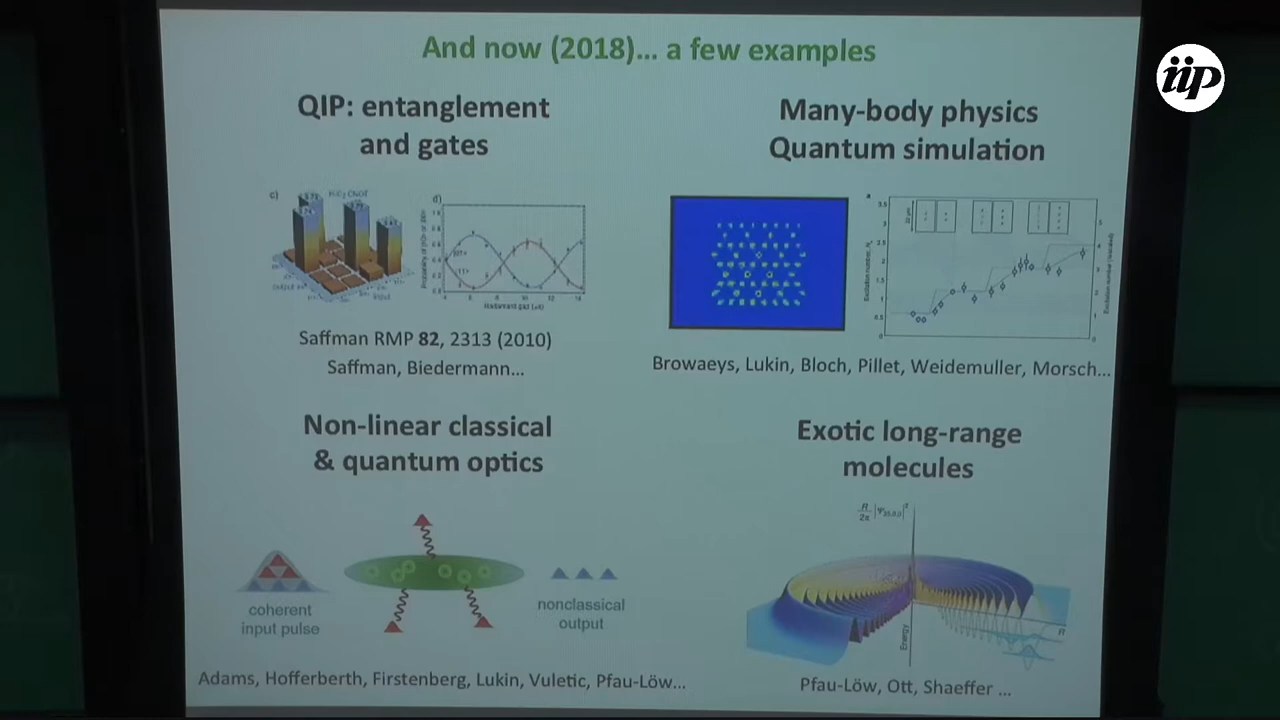 And now (2018)... a few examples
iip
QIP: entanglement
and gates
Many-body physics
Quantum simulation
c)
d)
Saffman RMP 82, 2313 (2010)
Saffman, Biedermann...
Browaeys, Lukin, Bloch, Pillet, Weidemuller, Morsch...
Non-linear classical
& quantum optics
Exotic long-range
molecules
coherent
input pulse
nonclassical
output
Energy
R
Adams, Hofferberth, Firstenberg, Lukin, Vuletic, Pfau-Löw...
Pfau-Löw, Ott, Shaeffer ...